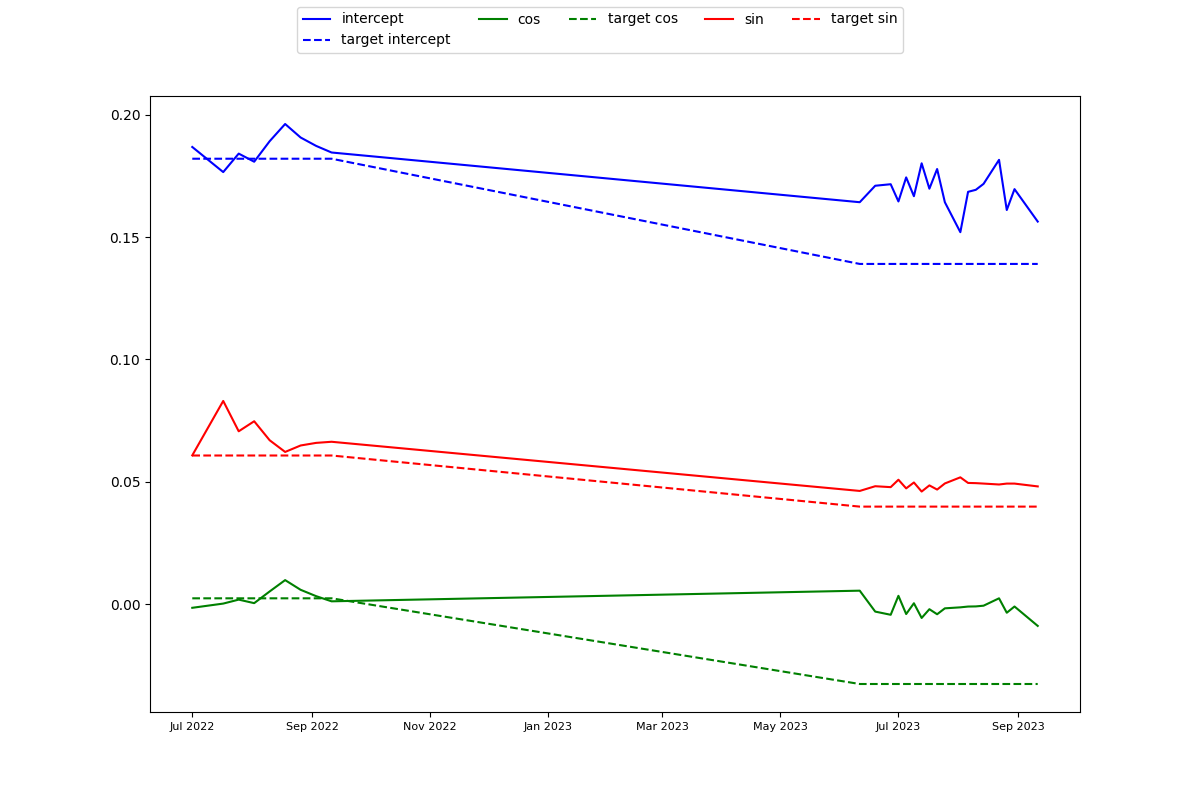 intercept cos target cos sin target sin
target intercept
0.20
0.15
0.10
0.05
0.00
Jul 2022 Sep 2022 Nov 2022 Jan 2023 Mar 2023 May 2023 Jul 2023 Sep 2023